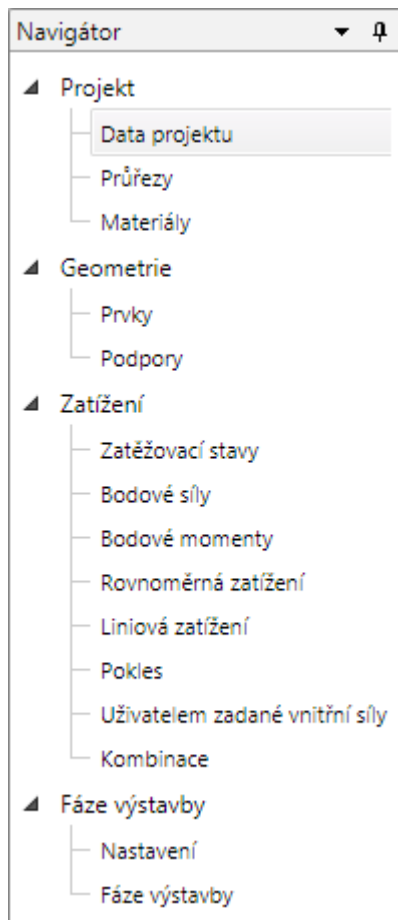 Navigátor
Projekt
Data projektu
Průřezy
Materiály
Geometrie
Prvky
Podpory
Zatížení
Zatěžovací stavy
Bodové síly
Bodové momenty
Rovnoměrná zatížení
Liniová zatížení
Pokles
Uživatelem zadané vnitřní síly
Kombinace
Fáze výstavby
Nastavení
Fáze výstavby